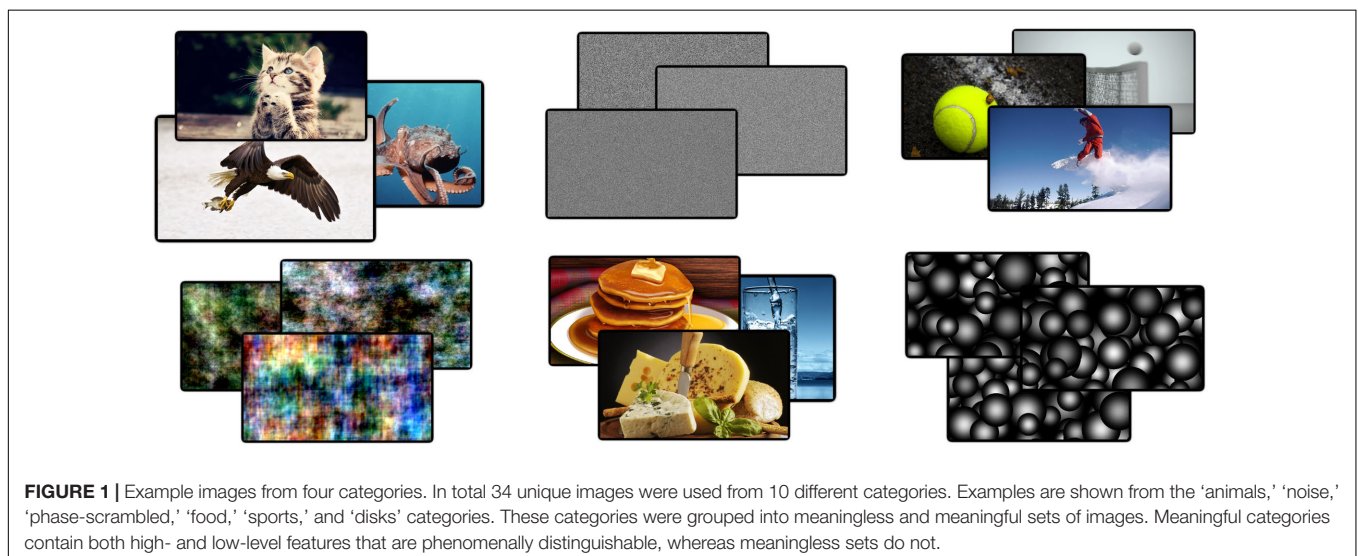 FIGURE 1 | Example images from four categories. In total 34 unique images were used from 10 different categories. Examples are shown from the ‘animals,’ ‘noise,’
‘phase-scrambled,’ ‘food,’ ‘sports,’ and ‘disks’ categories. These categories were grouped into meaningless and meaningful sets of images. Meaningful categories
contain both high- and low-level features that are phenomenally distinguishable, whereas meaningless sets do not.